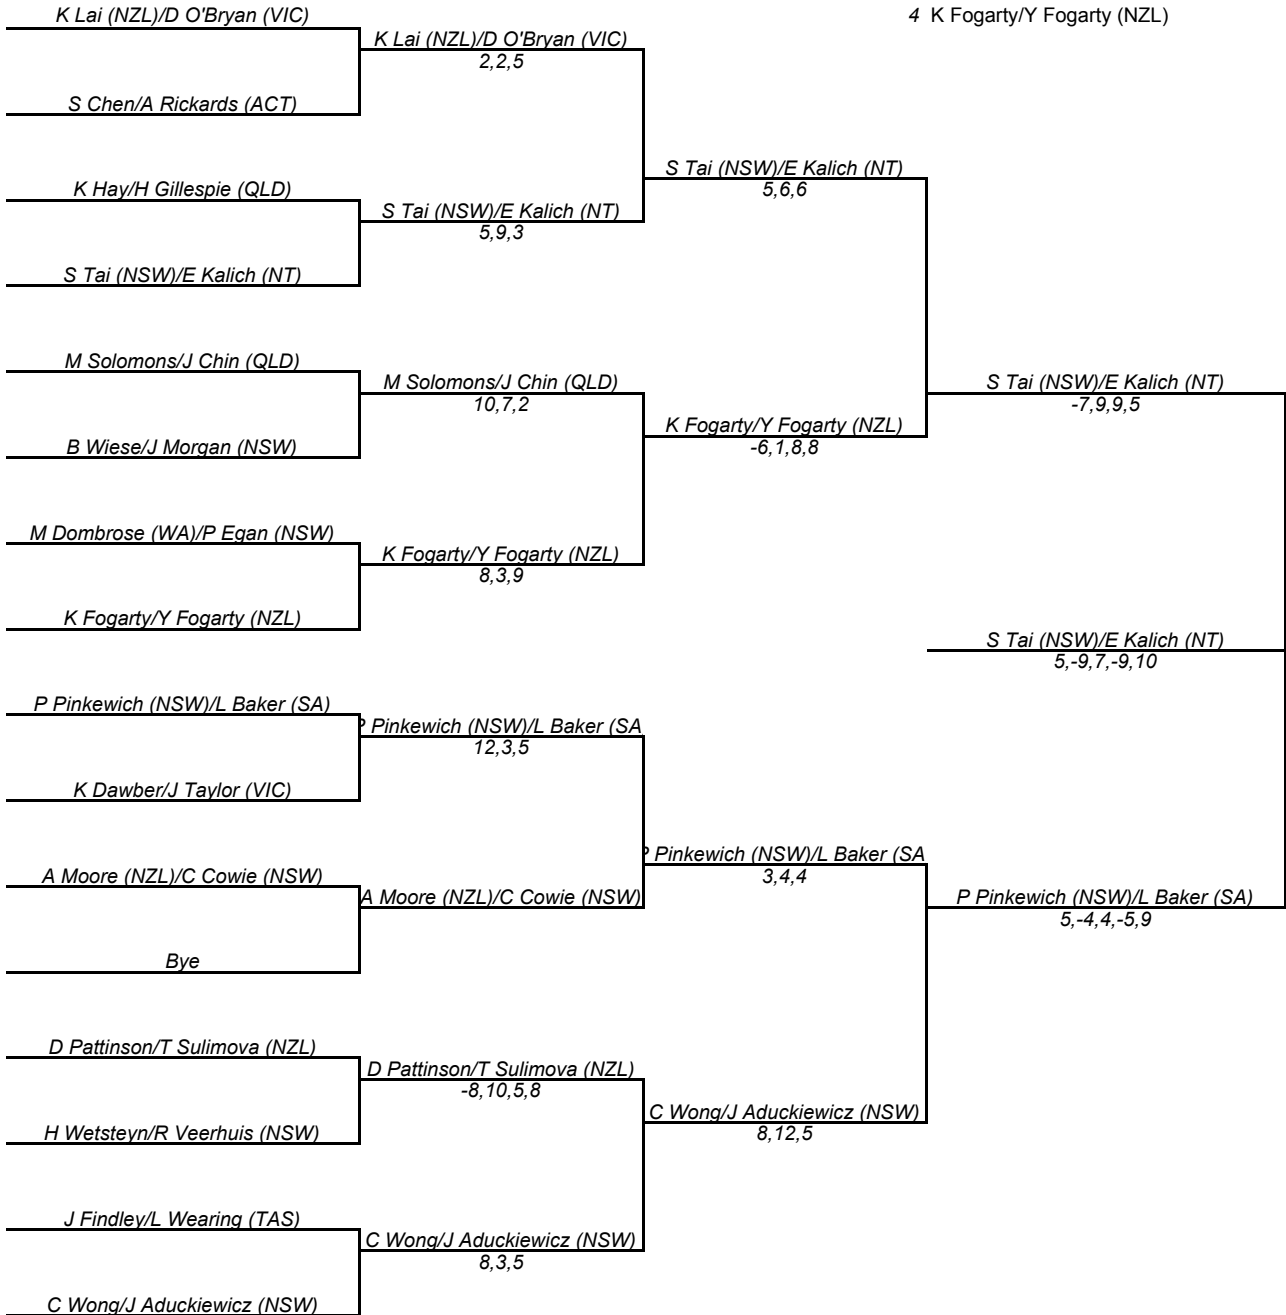 K Lai (NZL)/D O'Bryan (VIC)
4 K Fogarty/Y Fogarty (NZL)
K Lai (NZL)/D O'Bryan (VIC)
2,2,5
S Chen/A Rickards (ACT)
S Tai (NSW)/E Kalich (NT)
5,6,6
K Hay/H Gillespie (QLD)
S Tai (NSW)/E Kalich (NT)
5,9,3
S Tai (NSW)/E Kalich (NT)
M Solomons/J Chin (QLD)
M Solomons/J Chin (QLD)
10,7,2
S Tai (NSW)/E Kalich (NT)
-7,9,9,5
K Fogarty/Y Fogarty (NZL)
-6,1,8,8
B Wiese/J Morgan (NSW)
M Dombrose (WA)/P Egan (NSW)
K Fogarty/Y Fogarty (NZL)
8,3,9
K Fogarty/Y Fogarty (NZL)
S Tai (NSW)/E Kalich (NT)
5,-9,7,-9,10
P Pinkewich (NSW)/L Baker (SA)
P Pinkewich (NSW)/L Baker (SA
12,3,5
K Dawber/J Taylor (VIC)
P Pinkewich (NSW)/L Baker (SA
3,4,4
A Moore (NZL)/C Cowie (NSW)
A Moore (NZL)/C Cowie (NSW)
P Pinkewich (NSW)/L Baker (SA)
5,-4,4,-5,9
Bye
D Pattinson/T Sulimova (NZL)
D Pattinson/T Sulimova (NZL)
-8,10,5,8
C Wong/J Aduckiewicz (NSW)
8,12,5
H Wetsteyn/R Veerhuis (NSW)
J Findley/L Wearing (TAS)
C Wong/J Aduckiewicz (NSW)
8,3,5
C Wong/J Aduckiewicz (NSW)